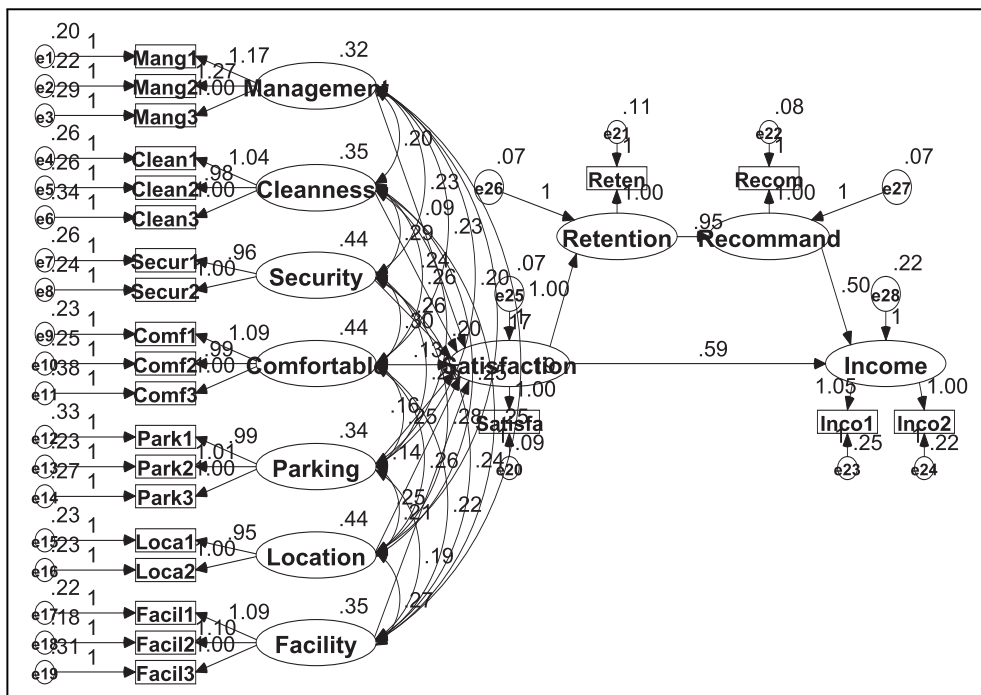 .20
e1 1 Mang1 1.17
.22
e2 1 Mang2 1.27
.29
e3 1 Mang3 1.00
.32
Management
.26
e4 1 Clean1 1.04
.26
e5 1 Clean2 .98
.34
e6 1 Clean3 1.00
.35
Cleanness
.26
e7 1 Secur1 .96
.24
e8 1 Secur2 1.00
.44
Security
.23
e9 1 Comf1 1.09
.25
e10 1 Comf2 .99
.38
e11 1 Comf3 1.00
.44
Comfortable
.33
e12 1 Park1 .99
.23
e13 1 Park2 1.01
.27
e14 1 Park3 1.00
.34
Parking
.23
e15 1 Loca1 .95
.23
e16 1 Loca2 1.00
.44
Location
.22
e17 1 Facil1 1.09
.18
e18 1 Facil2 1.10
.31
e19 1 Facil3 1.00
.35
Facility
.20
.23
.09
.23
.29
.24
.26
.20
.26
.30
.20
.13
.16
.25
.28
.25
.14
.26
.24
.25
.21
.22
.19
.27
.07
e25
1
.17
Satisfaction
1.00
Satisfa
1
.09
e20
1.00
.07
e26
1
.11
e21
1
Reten
1.00
Retention
.95
.08
e22
1
Recom
1.00
Recommand
.07
e27
1
.50
.59
.22
e28
1
Income
1.05 1.00
Inco1 Inco2
1 1
.25 .22
e23 e24